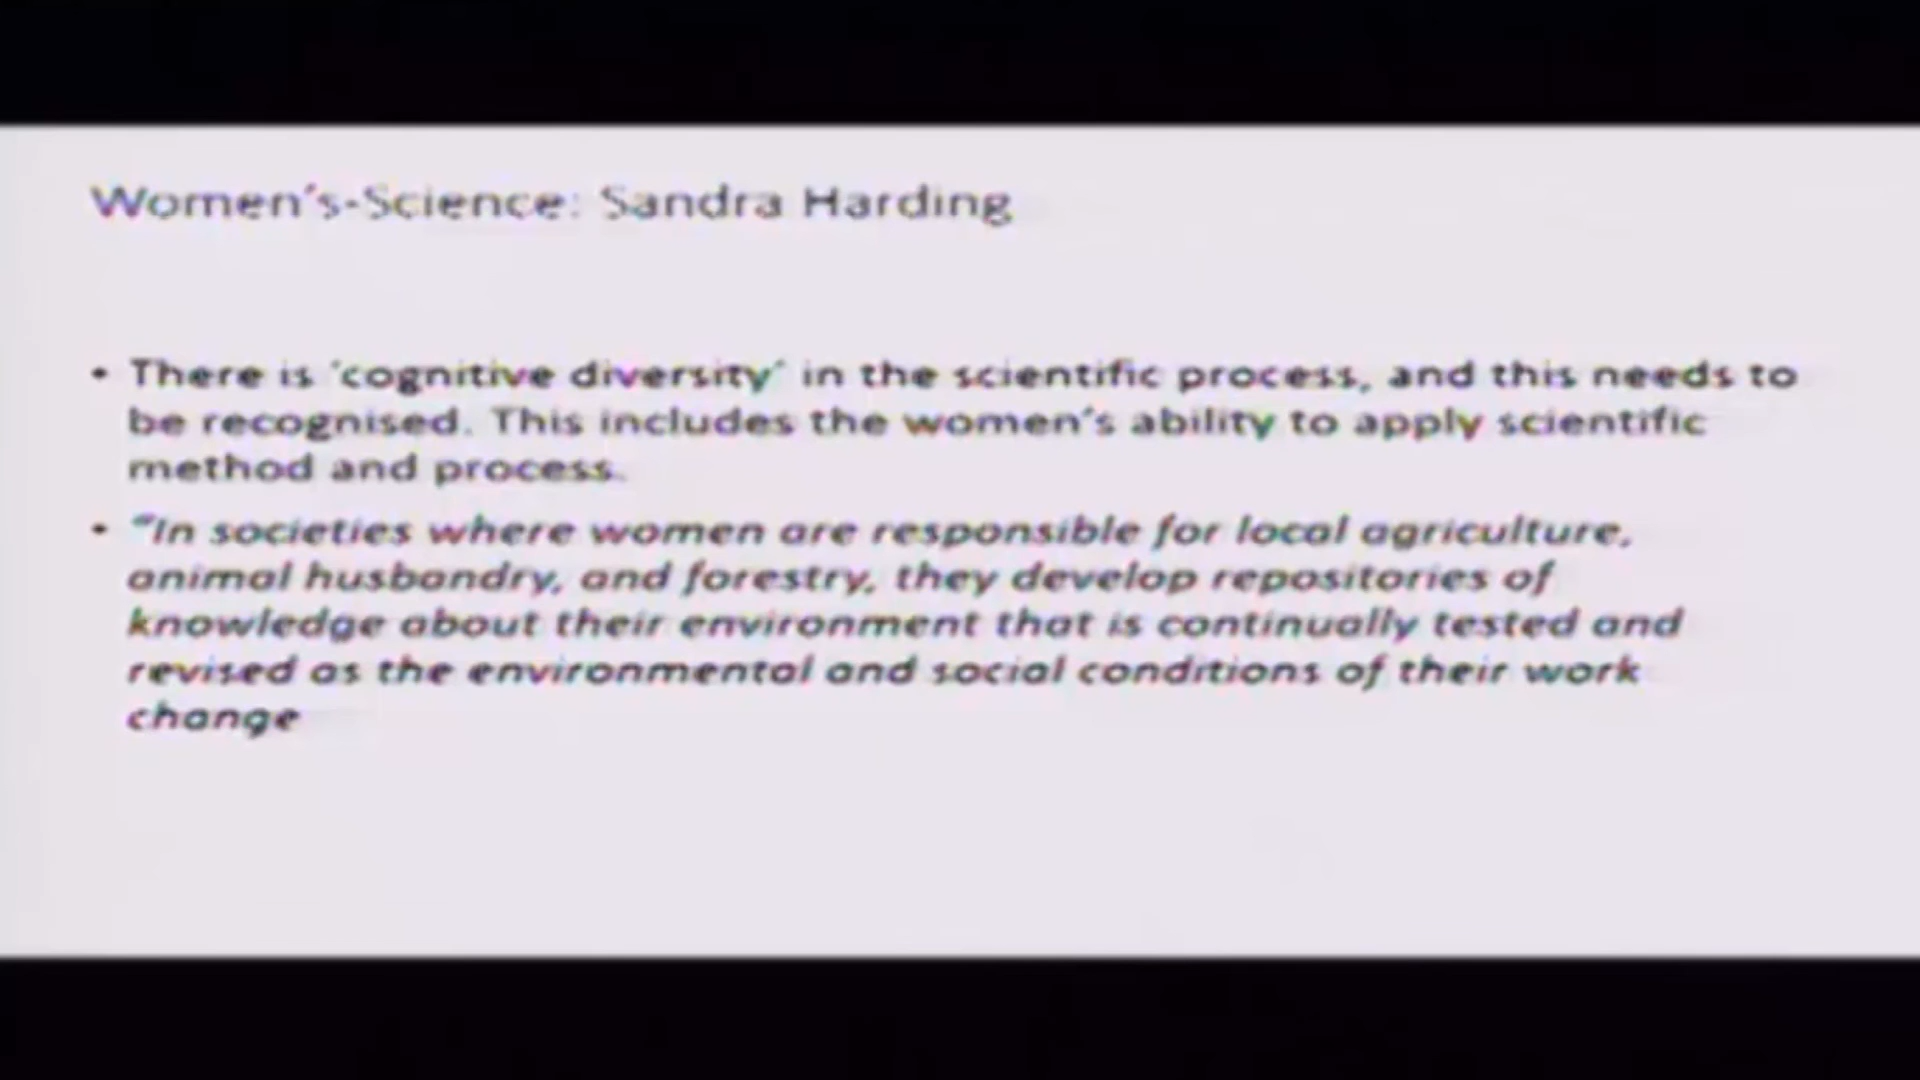 Women's-Science: Sandra Harding
• There is 'cognitive diversity' in the scientific process, and this needs to
be recognised. This includes the women's ability to apply scientific
method and process.
• "In societies where women are responsible for local agriculture,
animal husbandry, and forestry, they develop repositories of
knowledge about their environment that is continually tested and
revised as the environmental and social conditions of their work
change